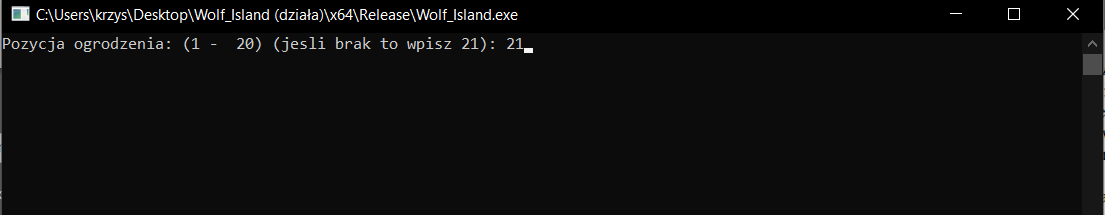 C:\Users\krzys\Desktop\Wolf_Island (działa)\x64\Release\Wolf_Island.exe
Pozycja ogrodzenia: (1 -  20) (jesli brak to wpisz 21): 21